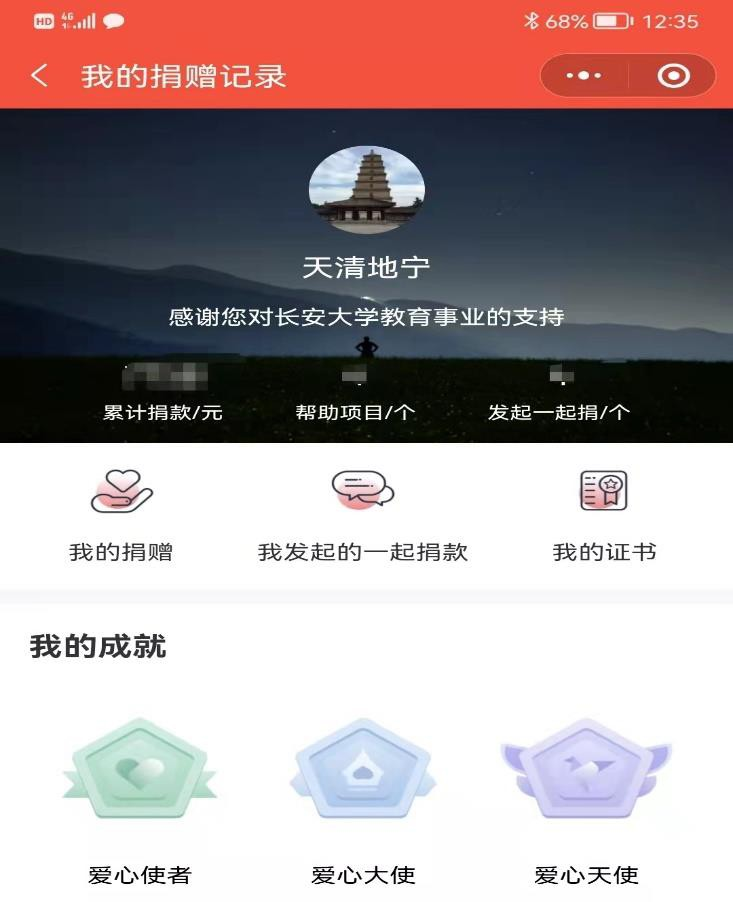 HD 4G 68% 12:35
我的捐赠记录
天清地宁
感谢您对长安大学教育事业的支持
累计捐款/元 帮助项目/个 发起一起捐/个
我的捐赠 我发起的一起捐款 我的证书
我的成就
爱心使者 爱心大使 爱心天使